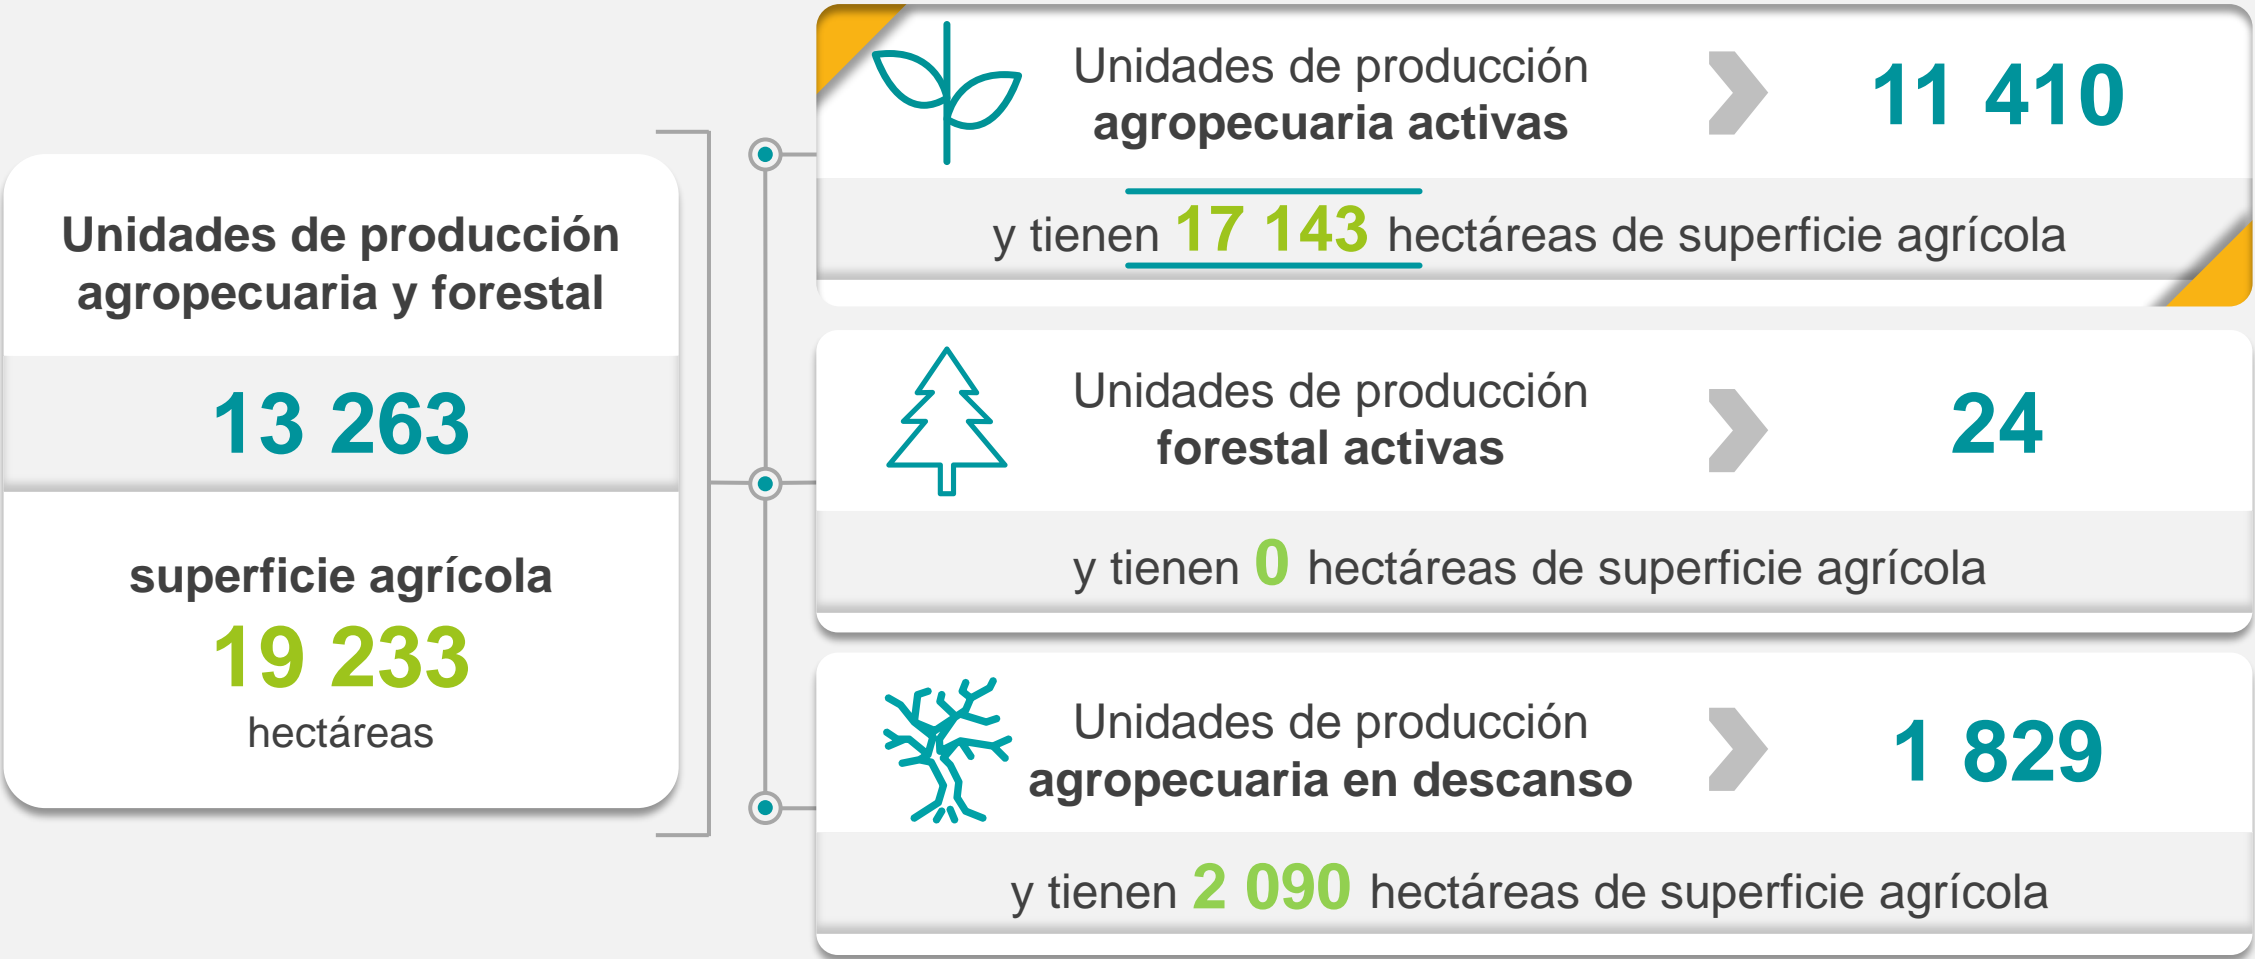 Unidades de producción
agropecuaria y forestal
13 263
superficie agrícola
19 233
hectáreas
Unidades de producción
agropecuaria activas
11 410
y tienen 17 143 hectáreas de superficie agrícola
Unidades de producción
forestal activas
24
y tienen 0 hectáreas de superficie agrícola
Unidades de producción
agropecuaria en descanso
1 829
y tienen 2 090 hectáreas de superficie agrícola